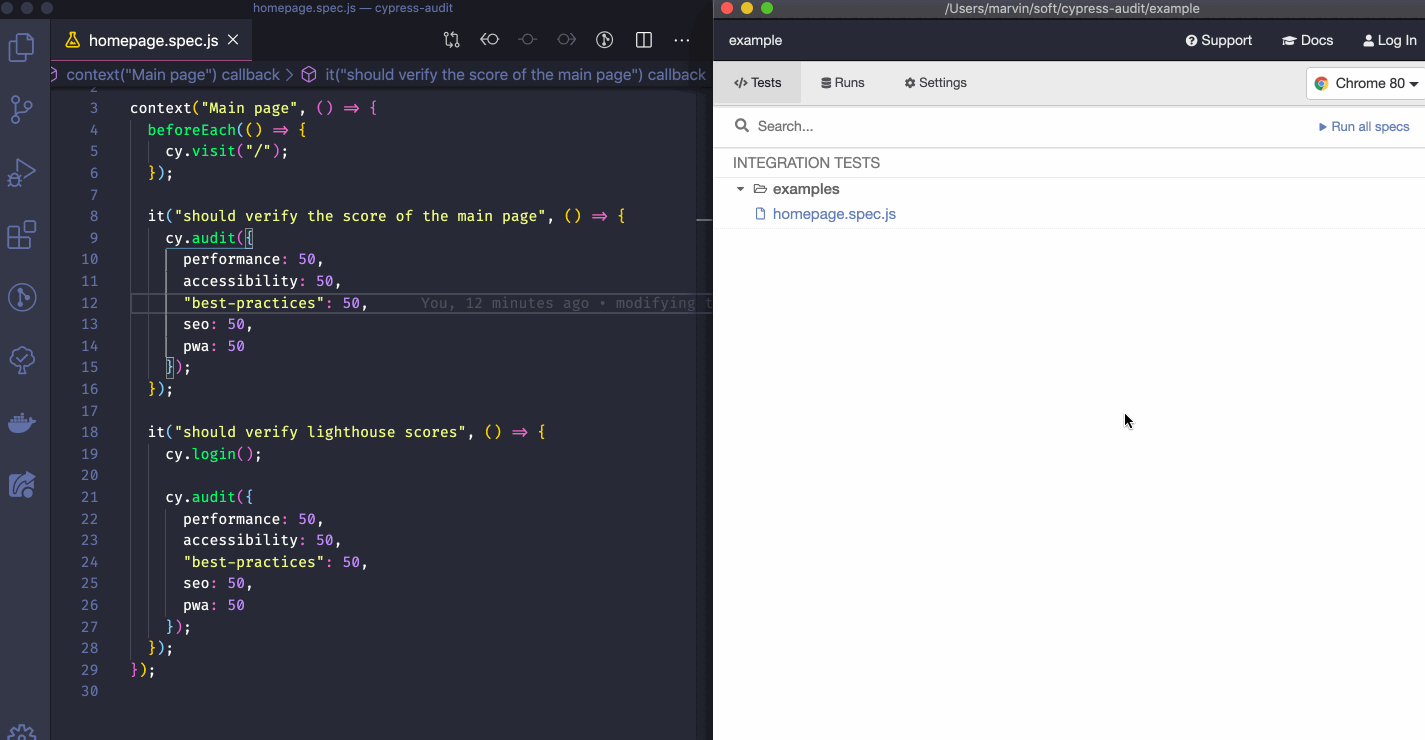 homepage.spec.js — cypress-audit
homepage.spec.js
context("Main page") callback > it("should verify the score of the main page") callback
2
3 context("Main page", () => {
4 beforeEach(() => {
5 cy.visit("/");
6 });
7
8 it("should verify the score of the main page", () => {
9 cy.audit({
10 performance: 50,
11 accessibility: 50,
12 "best-practices": 50, You, 12 minutes ago • modifying t
13 seo: 50,
14 pwa: 50
15 });
16 });
17
18 it("should verify lighthouse scores", () => {
19 cy.login();
20
21 cy.audit({
22 performance: 50,
23 accessibility: 50,
24 "best-practices": 50,
25 seo: 50,
26 pwa: 50
27 });
28 });
29 });
30
/Users/marvin/soft/cypress-audit/example
example Support Docs Log In
Tests Runs Settings Chrome 80
Search... Run all specs
INTEGRATION TESTS
examples
homepage.spec.js